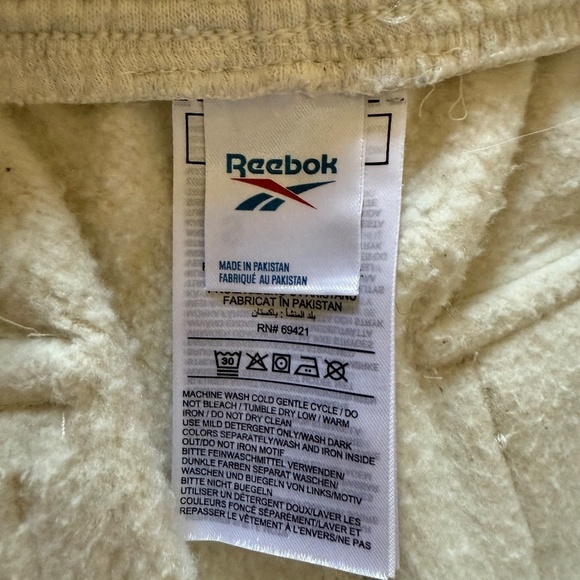 Reebok
MADE IN PAKISTAN
FABRIQUÉ AU PAKISTAN
FABRICAT ÎN PAKISTAN
بلد المنشأ : باكستان
RN# 69421
30
MACHINE WASH COLD GENTLE CYCLE / DO
NOT BLEACH / TUMBLE DRY LOW / WARM
IRON / DO NOT DRY CLEAN
USE MILD DETERGENT ONLY/WASH DARK
COLORS SEPARATELY/WASH AND IRON INSIDE
OUT/DO NOT IRON MOTIF
BITTE FEINWASCHMITTEL VERWENDEN/
DUNKLE FARBEN SEPARAT WASCHEN/
WASCHEN UND BUEGELN VON LINKS/MOTIV
BITTE NICHT BUEGELN
UTILISER UN DÉTERGENT DOUX/LAVER LES
COULEURS FONCÉ SÉPARÉMENT/LAVER ET
REPASSER LE VÊTEMENT À L'ENVERS/NE PAS